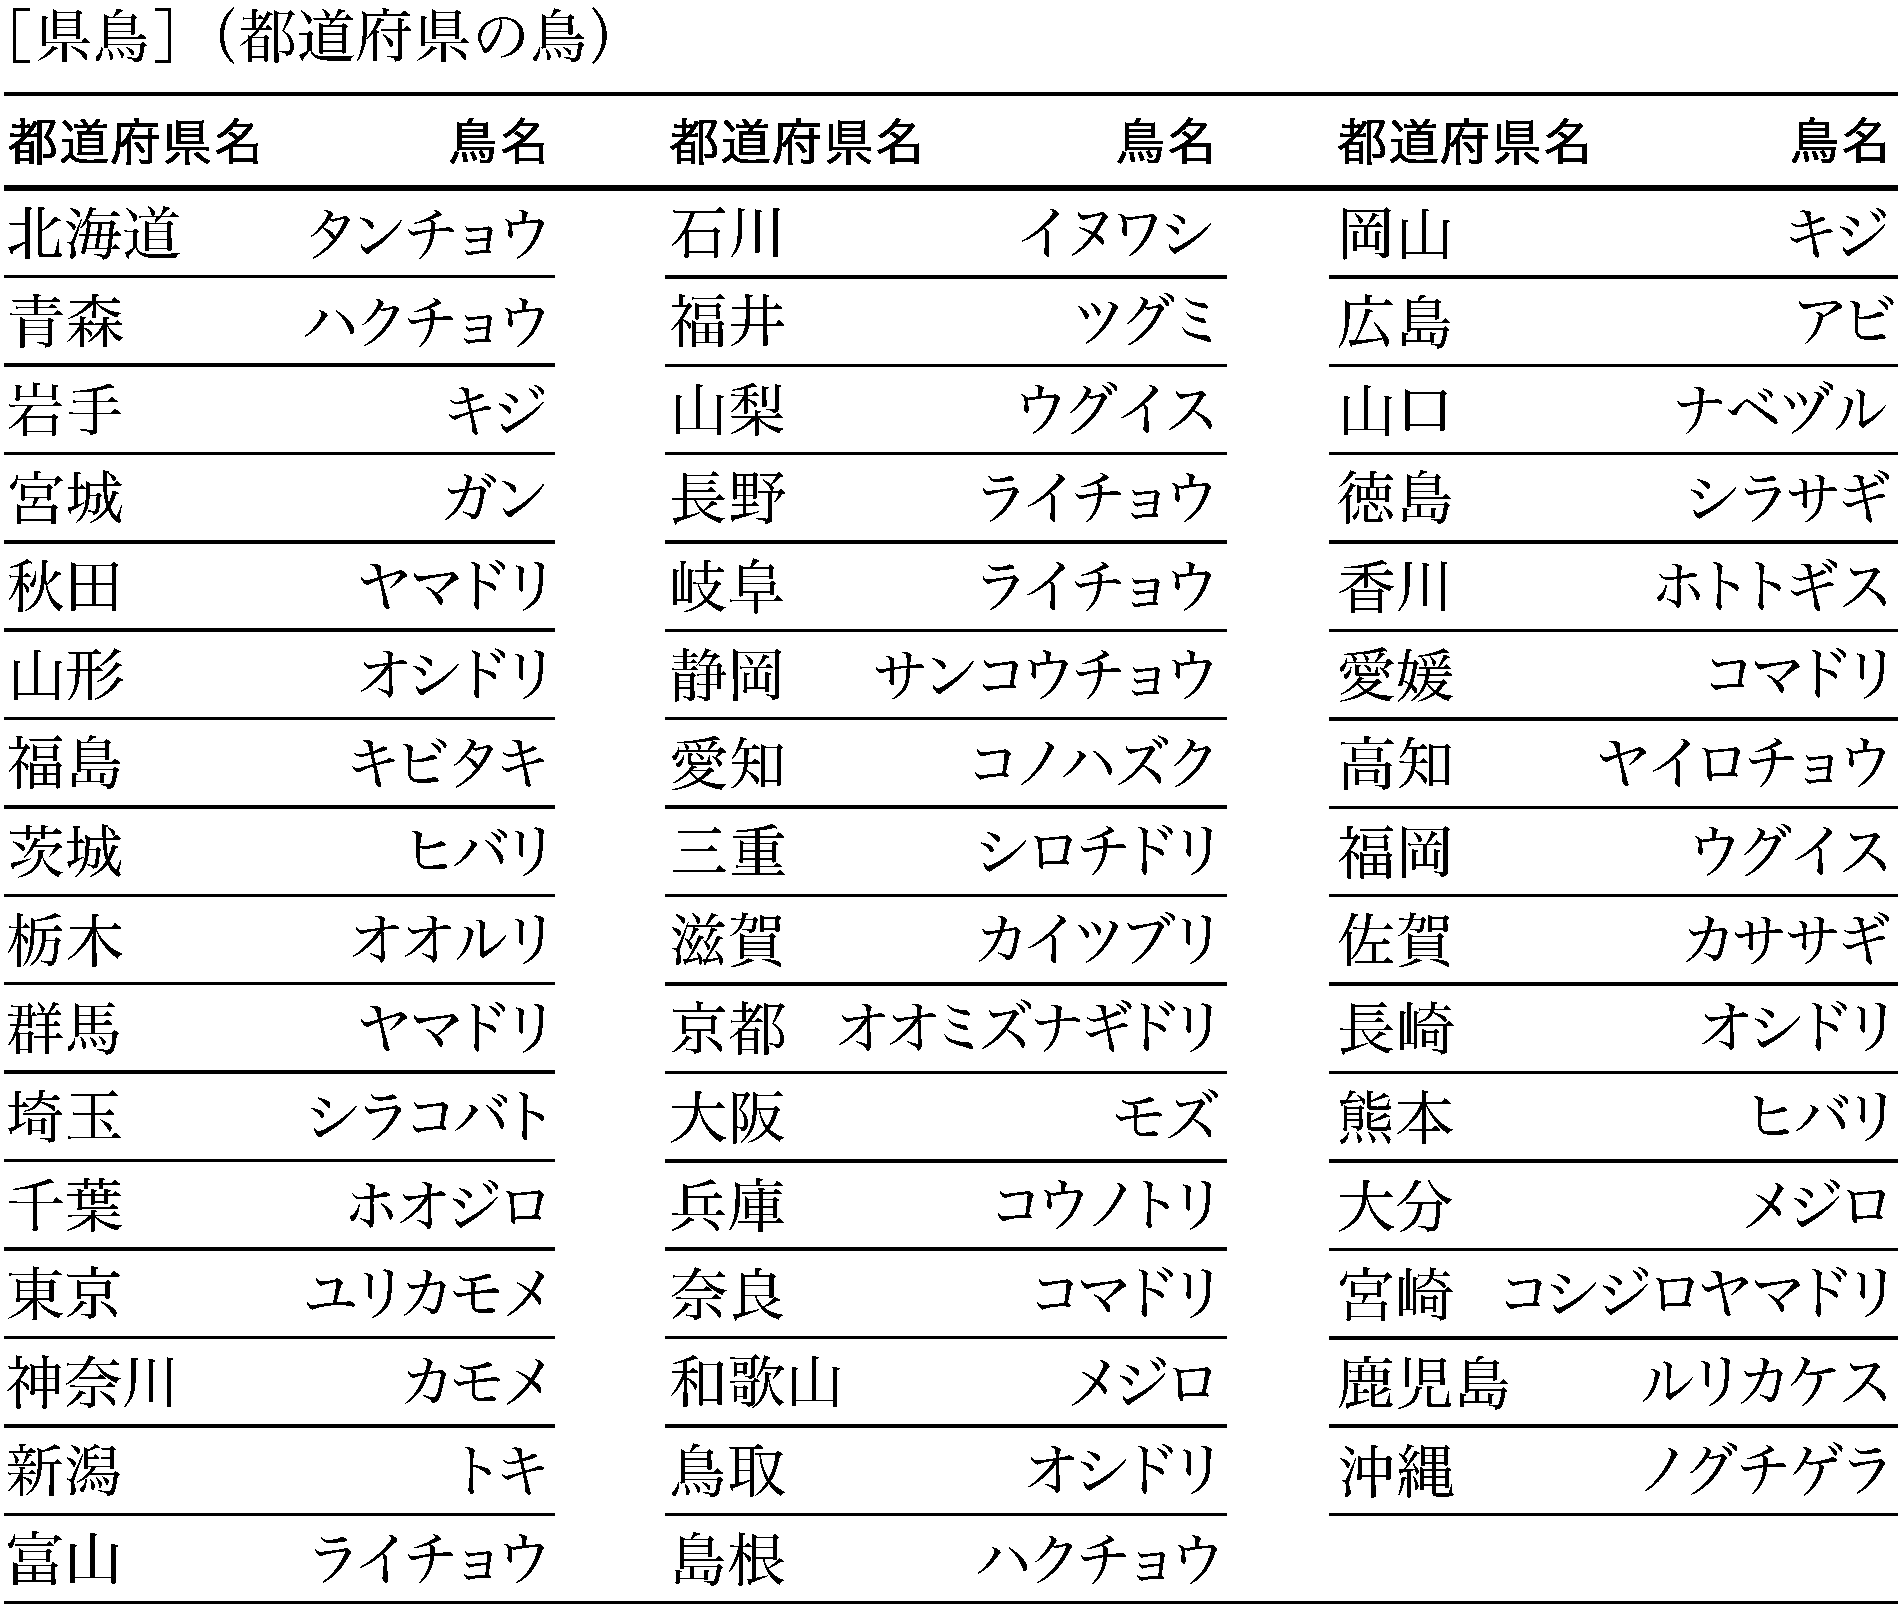 ［県鳥］（都道府県の鳥）
都道府県名 鳥名 都道府県名 鳥名 都道府県名 鳥名
北海道 タンチョウ 石川 イヌワシ 岡山 キジ
青森 ハクチョウ 福井 ツグミ 広島 アビ
岩手 キジ 山梨 ウグイス 山口 ナベヅル
宮城 ガン 長野 ライチョウ 徳島 シラサギ
秋田 ヤマドリ 岐阜 ライチョウ 香川 ホトトギス
山形 オシドリ 静岡 サンコウチョウ 愛媛 コマドリ
福島 キビタキ 愛知 コノハズク 高知 ヤイロチョウ
茨城 ヒバリ 三重 シロチドリ 福岡 ウグイス
栃木 オオルリ 滋賀 カイツブリ 佐賀 カササギ
群馬 ヤマドリ 京都 オオミズナギドリ 長崎 オシドリ
埼玉 シラコバト 大阪 モズ 熊本 ヒバリ
千葉 ホオジロ 兵庫 コウノトリ 大分 メジロ
東京 ユリカモメ 奈良 コマドリ 宮崎 コシジロヤマドリ
神奈川 カモメ 和歌山 メジロ 鹿児島 ルリカケス
新潟 トキ 鳥取 オシドリ 沖縄 ノグチゲラ
富山 ライチョウ 島根 ハクチョウ